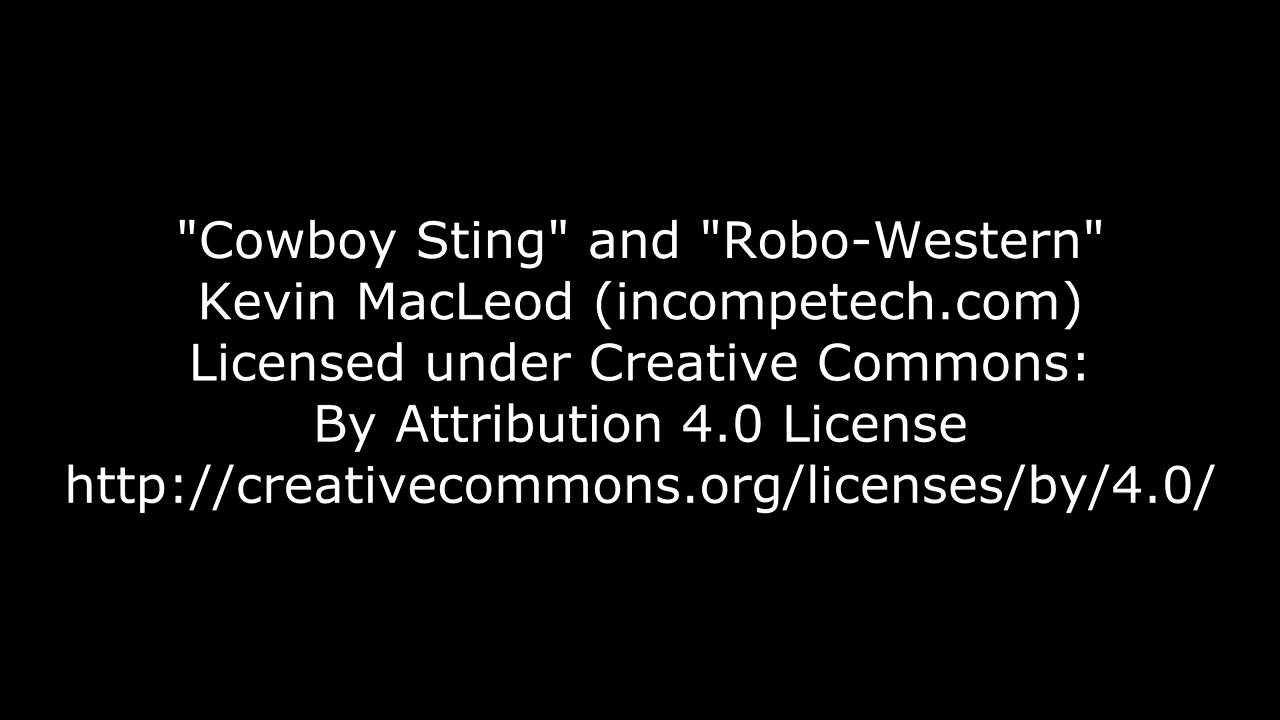 "Cowboy Sting" and "Robo-Western"
Kevin MacLeod (incompetech.com)
Licensed under Creative Commons:
By Attribution 4.0 License
http://creativecommons.org/licenses/by/4.0/